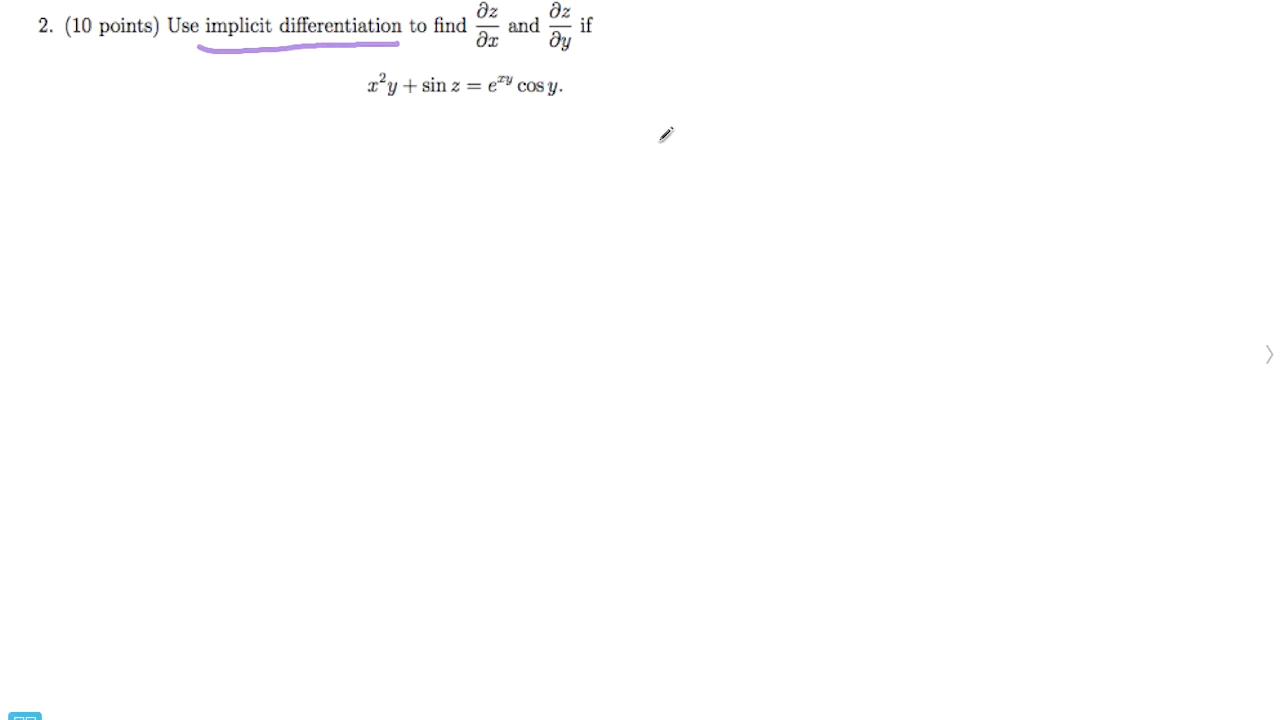 2. (10 points) Use implicit differentiation to find ∂z/∂x and ∂z/∂y if
x²y + sin z = e^{xy} cos y.